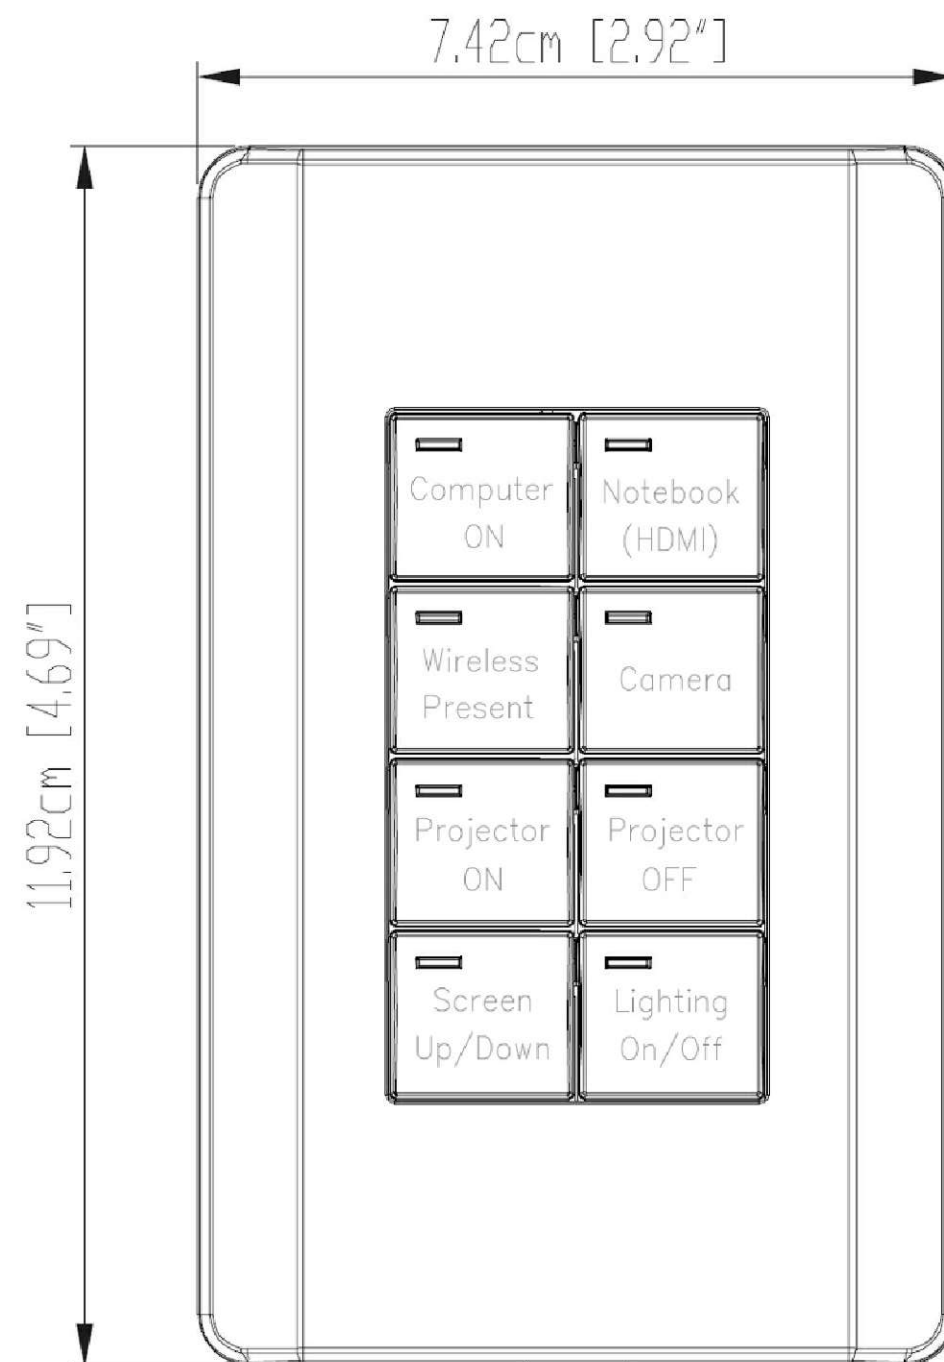 7.42cm [2.92"]
11.92cm [4.69"]
Computer
ON
Notebook
(HDMI)
Wireless
Present
Camera
Projector
ON
Projector
OFF
Screen
Up/Down
Lighting
On/Off